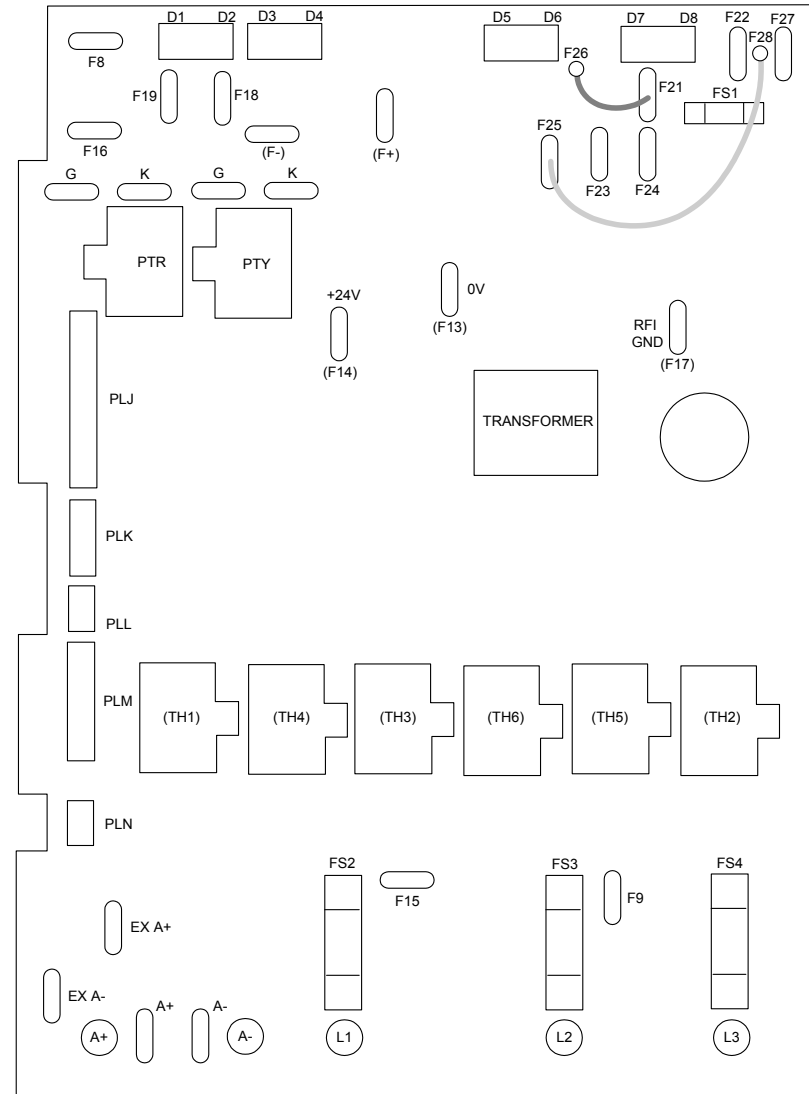 D1 D2 D3 D4 D5 D6 D7 D8 F22 F27
F28
F8 F26
F19 F18 F21 FS1
F16 (F-) (F+) F25
F23 F24
G K G K
PTR PTY
+24V 0V
(F13)
RFI
GND
(F14) (F17)
PLJ TRANSFORMER
PLK
PLL
PLM (TH1) (TH4) (TH3) (TH6) (TH5) (TH2)
PLN
FS2 FS3 FS4
F15 F9
EX A+
EX A- A+ A-
A+ A- L1 L2 L3